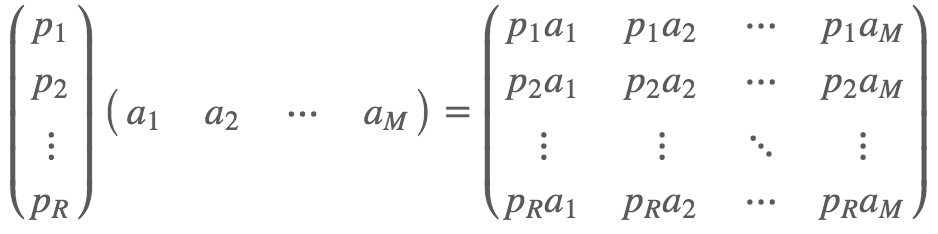 p₁ p₁a₁ p₁a₂ ⋯ p₁a_M
p₂ p₂a₁ p₂a₂ ⋯ p₂a_M
( a₁ a₂ ⋯ a_M ) =
⋮ ⋮ ⋮ ⋱ ⋮
p_R p_Ra₁ p_Ra₂ ⋯ p_Ra_M